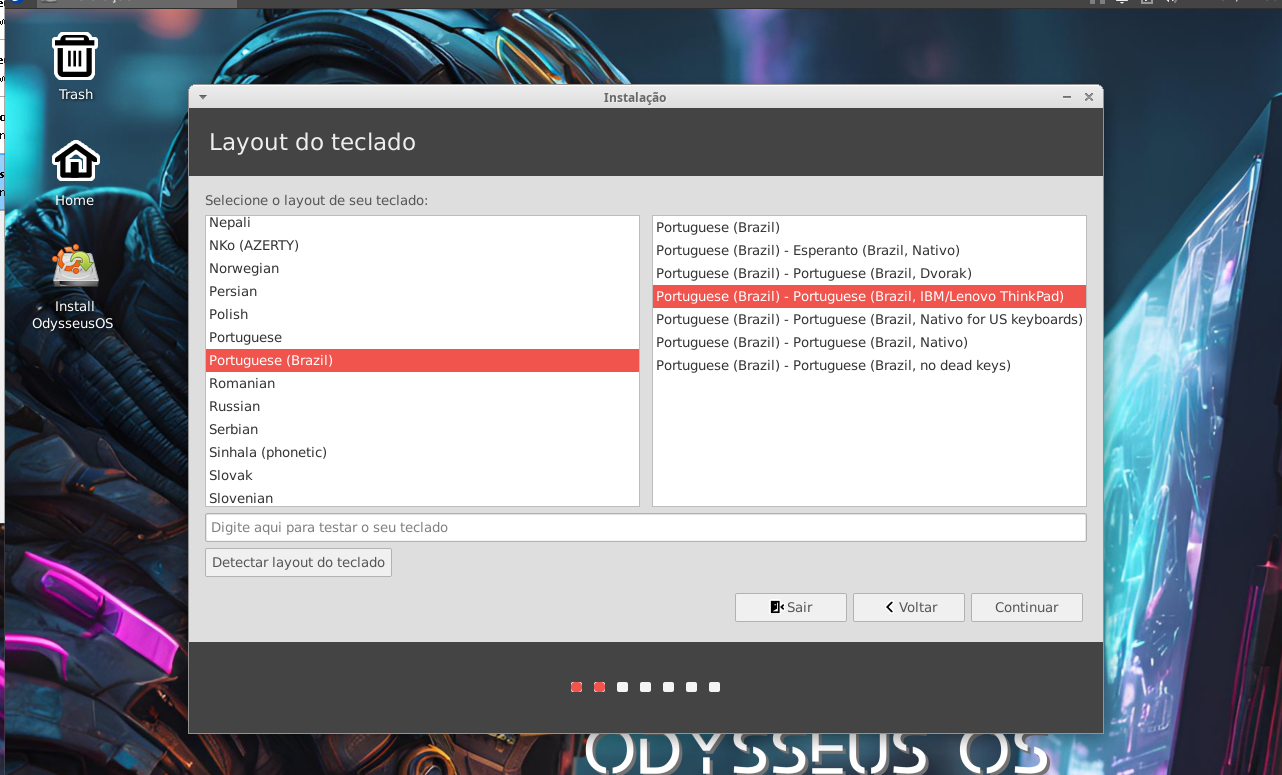 Trash
Home
Install
OdysseusOS
Instalação
Layout do teclado
Selecione o layout de seu teclado:
Nepali
NKo (AZERTY)
Norwegian
Persian
Polish
Portuguese
Portuguese (Brazil)
Romanian
Russian
Serbian
Sinhala (phonetic)
Slovak
Slovenian
Portuguese (Brazil)
Portuguese (Brazil) - Esperanto (Brazil, Nativo)
Portuguese (Brazil) - Portuguese (Brazil, Dvorak)
Portuguese (Brazil) - Portuguese (Brazil, IBM/Lenovo ThinkPad)
Portuguese (Brazil) - Portuguese (Brazil, Nativo for US keyboards)
Portuguese (Brazil) - Portuguese (Brazil, Nativo)
Portuguese (Brazil) - Portuguese (Brazil, no dead keys)
Digite aqui para testar o seu teclado
Detectar layout do teclado
Sair
Voltar
Continuar
ODYSSEUS OS